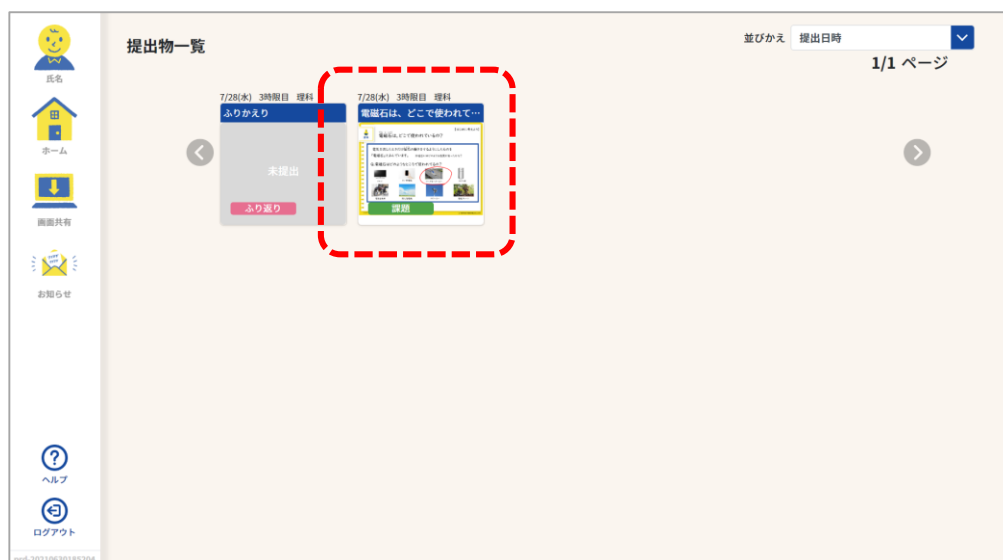 氏名
ホーム
画面共有
お知らせ
ヘルプ
ログアウト
提出物一覧
並びかえ 提出日時
1/1 ページ
7/28(水) 3時限目 理科
ふりかえり
未提出
ふり返り
7/28(水) 3時限目 理科
電磁石は、どこで使われて…
電磁石は、どこで使われているか?
課題